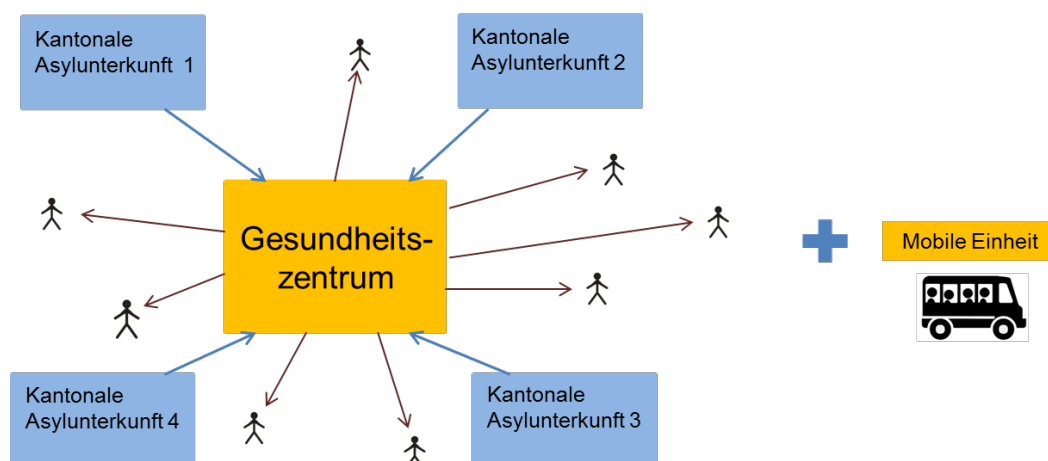 Kantonale
Asylunterkunft 1
Kantonale
Asylunterkunft 2
Gesundheits-
zentrum
Mobile Einheit
Kantonale
Asylunterkunft 4
Kantonale
Asylunterkunft 3